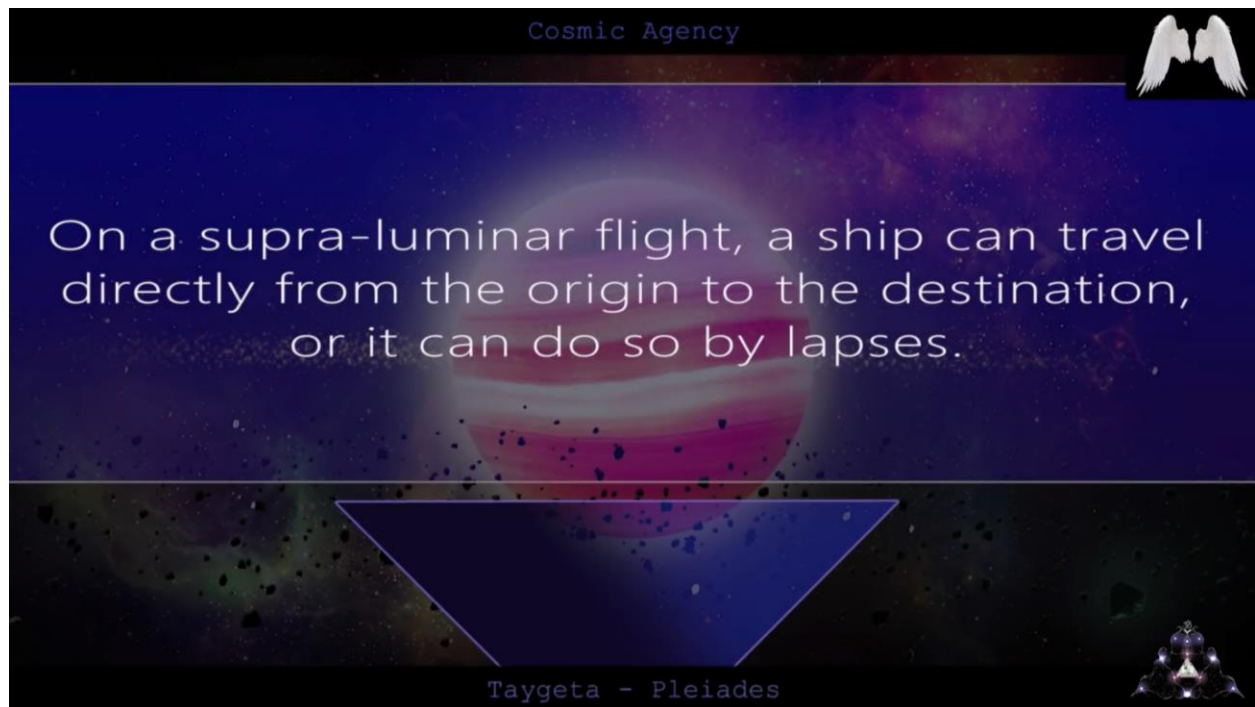 Cosmic Agency
On a supra-luminar flight, a ship can travel
directly from the origin to the destination,
or it can do so by lapses.
Taygeta - Pleiades